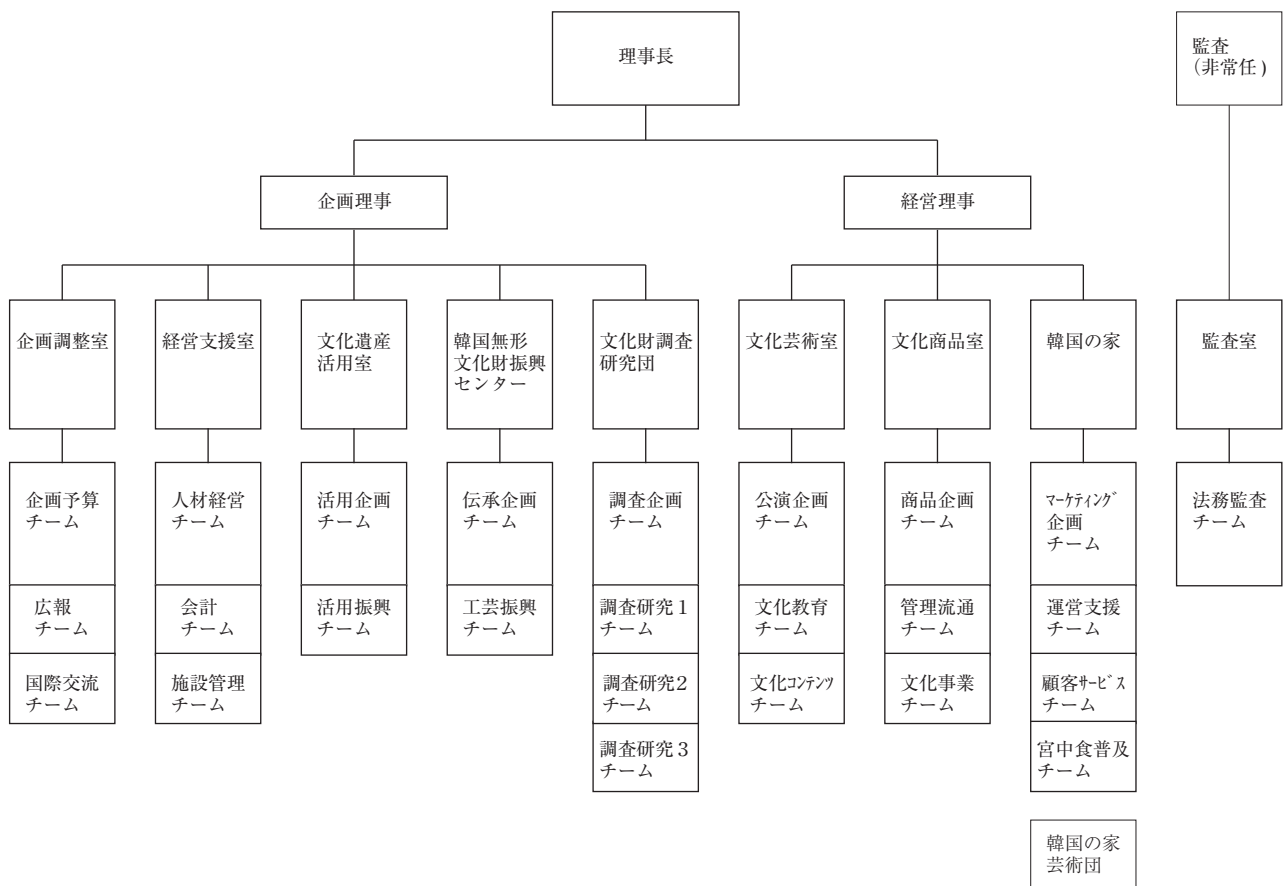 理事長
監査
（非常任 )
企画理事
経営理事
企画調整室
経営支援室
文化遺産
活用室
韓国無形
文化財振興
センター
文化財調査
研究団
文化芸術室
文化商品室
韓国の家
監査室
企画予算
チーム
人材経営
チーム
活用企画
チーム
伝承企画
チーム
調査企画
チーム
公演企画
チーム
商品企画
チーム
ﾏｰｹﾃｨﾝｸﾞ
企画
チーム
法務監査
チーム
広報
チーム
会計
チーム
活用振興
チーム
工芸振興
チーム
調査研究１
チーム
文化教育
チーム
管理流通
チーム
運営支援
チーム
国際交流
チーム
施設管理
チーム
調査研究２
チーム
文化ｺﾝﾃﾝﾂ
チーム
文化事業
チーム
顧客ｻｰﾋﾞｽ
チーム
調査研究３
チーム
宮中食普及
チーム
韓国の家
芸術団